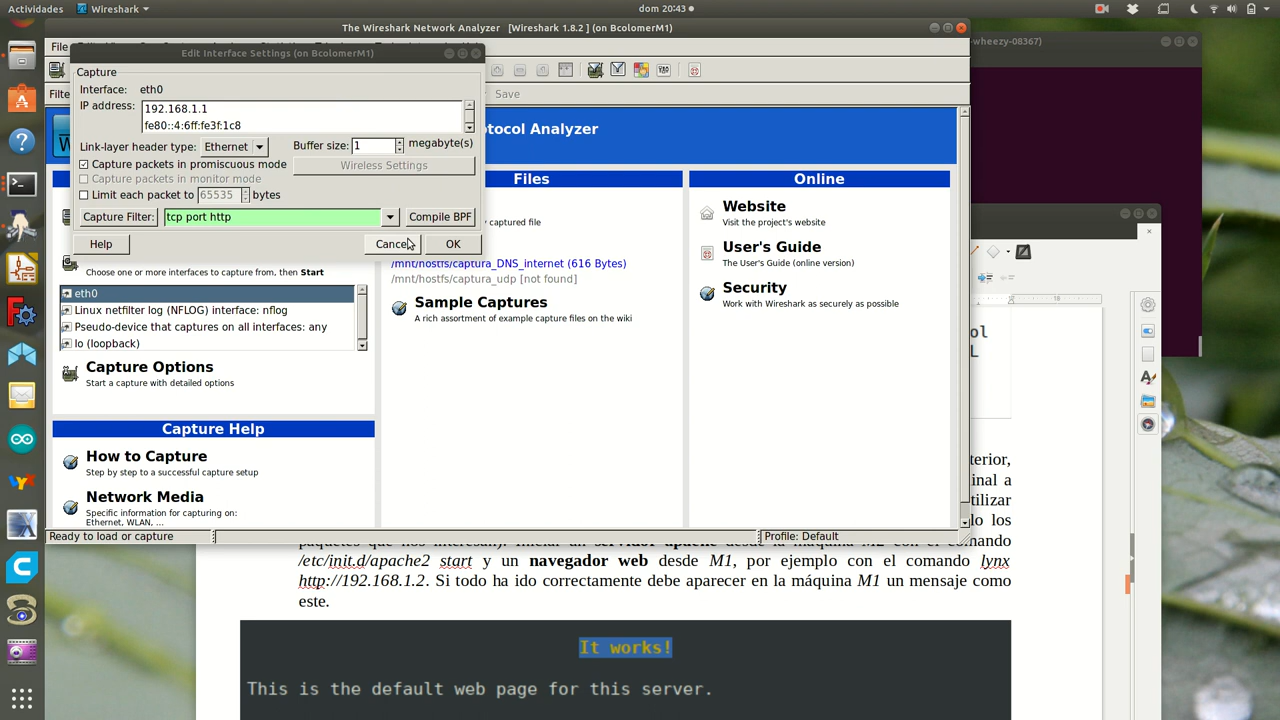 Actividades
Wireshark
dom 20:43
The Wireshark Network Analyzer [Wireshark 1.8.2 ] (on BcolomerM1)
-wheezy-08367)
File
Edit Interface Settings (on BcolomerM1)
Capture
Interface: eth0
IP address: 192.168.1.1
fe80::4:6ff:fe3f:1c8
Link-layer header type: Ethernet
Buffer size: 1 megabyte(s)
Capture packets in promiscuous mode
Wireless Settings
Capture packets in monitor mode
Limit each packet to 65535 bytes
Capture Filter: tcp port http
Compile BPF
Help
Cancel
OK
Filte
Save
otocol Analyzer
Choose one or more interfaces to capture from, then Start
eth0
Linux netfilter log (NFLOG) interface: nflog
Pseudo-device that captures on all interfaces: any
lo (loopback)
Capture Options
Start a capture with detailed options
Capture Help
How to Capture
Step by step to a successful capture setup
Network Media
Specific information for capturing on:
Ethernet, WLAN, ...
Files
y captured file
/mnt/hostfs/captura_DNS_internet (616 Bytes)
/mnt/hostfs/captura_udp [not found]
Sample Captures
A rich assortment of example capture files on the wiki
Online
Website
Visit the project's website
User's Guide
The User's Guide (online version)
Security
Work with Wireshark as securely as possible
Ready to load or capture
Profile: Default
18
ol
L
terior,
inal a
tilizar
do los
/etc/init.d/apache2 start y un navegador web desde M1, por ejemplo con el comando lynx
http://192.168.1.2. Si todo ha ido correctamente debe aparecer en la máquina M1 un mensaje como
este.
It works!
This is the default web page for this server.